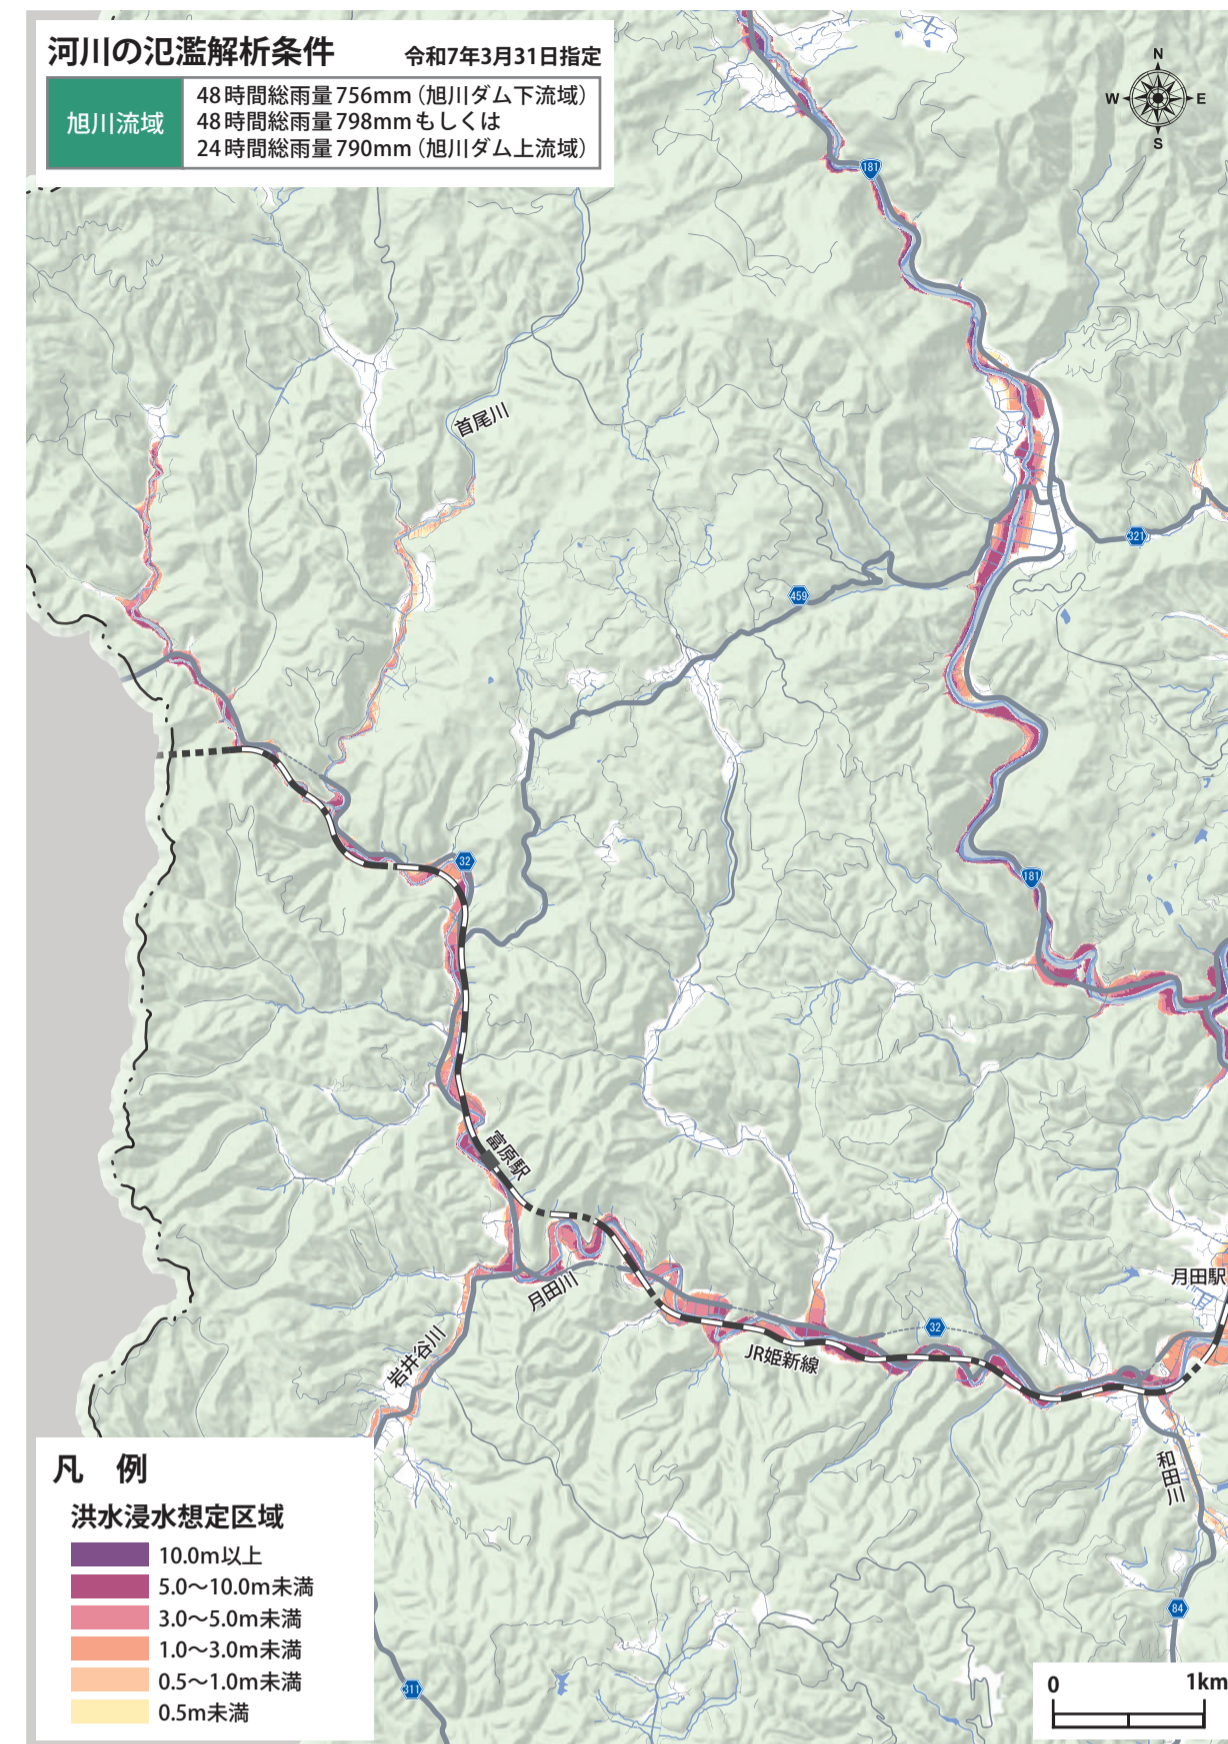 河川の氾濫解析条件 令和7年3月31日指定
旭川流域
48時間総雨量756mm（旭川ダム下流域）
48時間総雨量798mmもしくは
24時間総雨量790mm（旭川ダム上流域）
N
W E
S
181
首尾川
321
459
32
181
富原駅
月田駅
月田川
32
JR姫新線
岩井谷川
和田川
84
311
凡 例
洪水浸水想定区域
10.0m以上
5.0～10.0m未満
3.0～5.0m未満
1.0～3.0m未満
0.5～1.0m未満
0.5m未満
0 1km